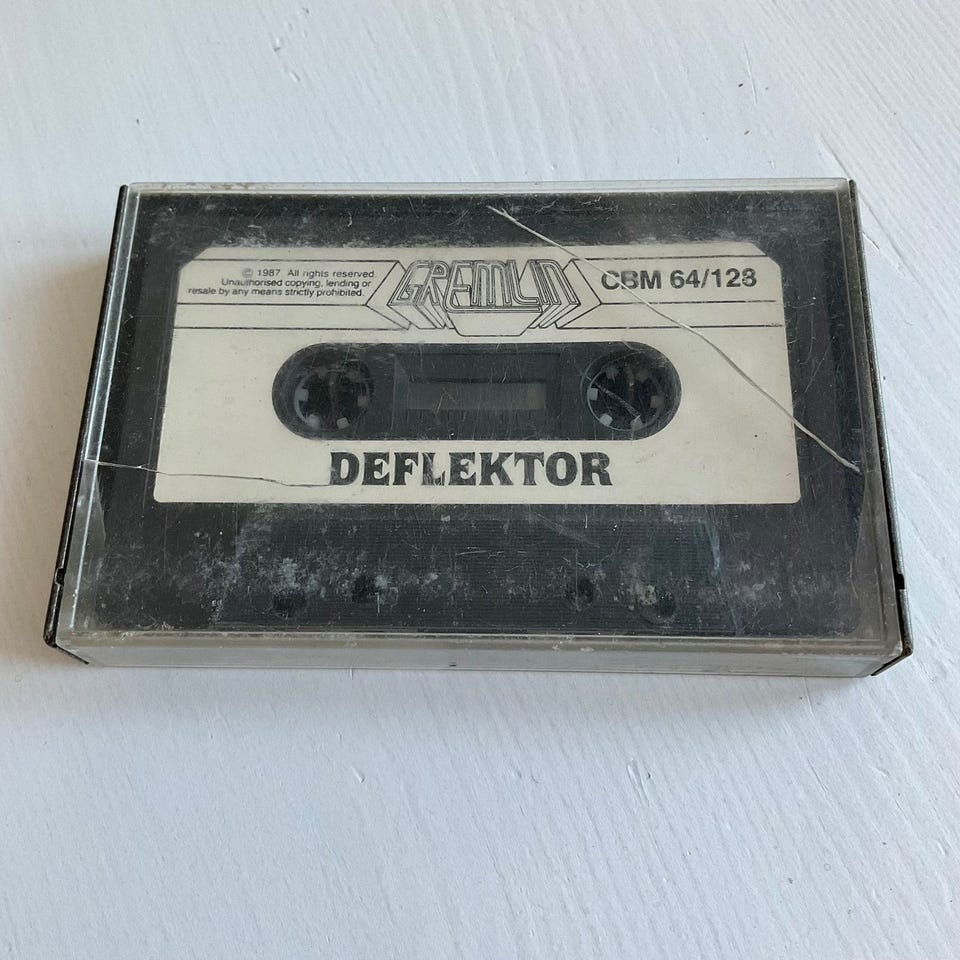 © 1987 All rights reserved.
Unauthorised copying, lending or
resale by any means strictly prohibited.
GREMLIN
CBM 64/128
DEFLEKTOR